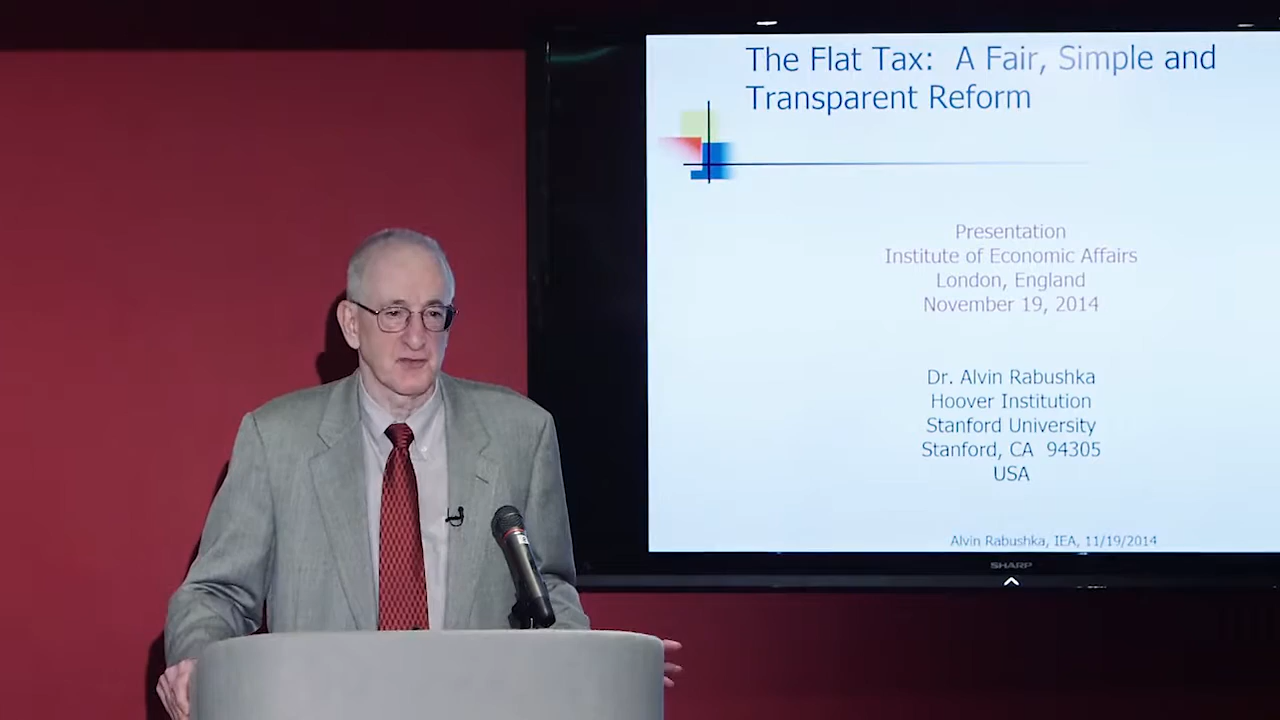 The Flat Tax: A Fair, Simple and
Transparent Reform
Presentation
Institute of Economic Affairs
London, England
November 19, 2014
Dr. Alvin Rabushka
Hoover Institution
Stanford University
Stanford, CA 94305
USA
Alvin Rabushka, IEA, 11/19/2014
SHARP